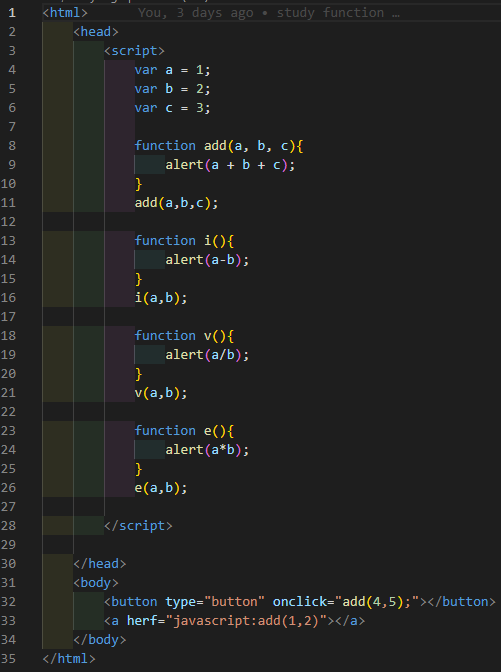 1 <html> You, 3 days ago • study function …
2 <head>
3 <script>
4 var a = 1;
5 var b = 2;
6 var c = 3;
7
8 function add(a, b, c){
9 alert(a + b + c);
10 }
11 add(a,b,c);
12
13 function i(){
14 alert(a-b);
15 }
16 i(a,b);
17
18 function v(){
19 alert(a/b);
20 }
21 v(a,b);
22
23 function e(){
24 alert(a*b);
25 }
26 e(a,b);
27
28 </script>
29
30 </head>
31 <body>
32 <button type="button" onclick="add(4,5);"></button>
33 <a herf="javascript:add(1,2)"></a>
34 </body>
35 </html>